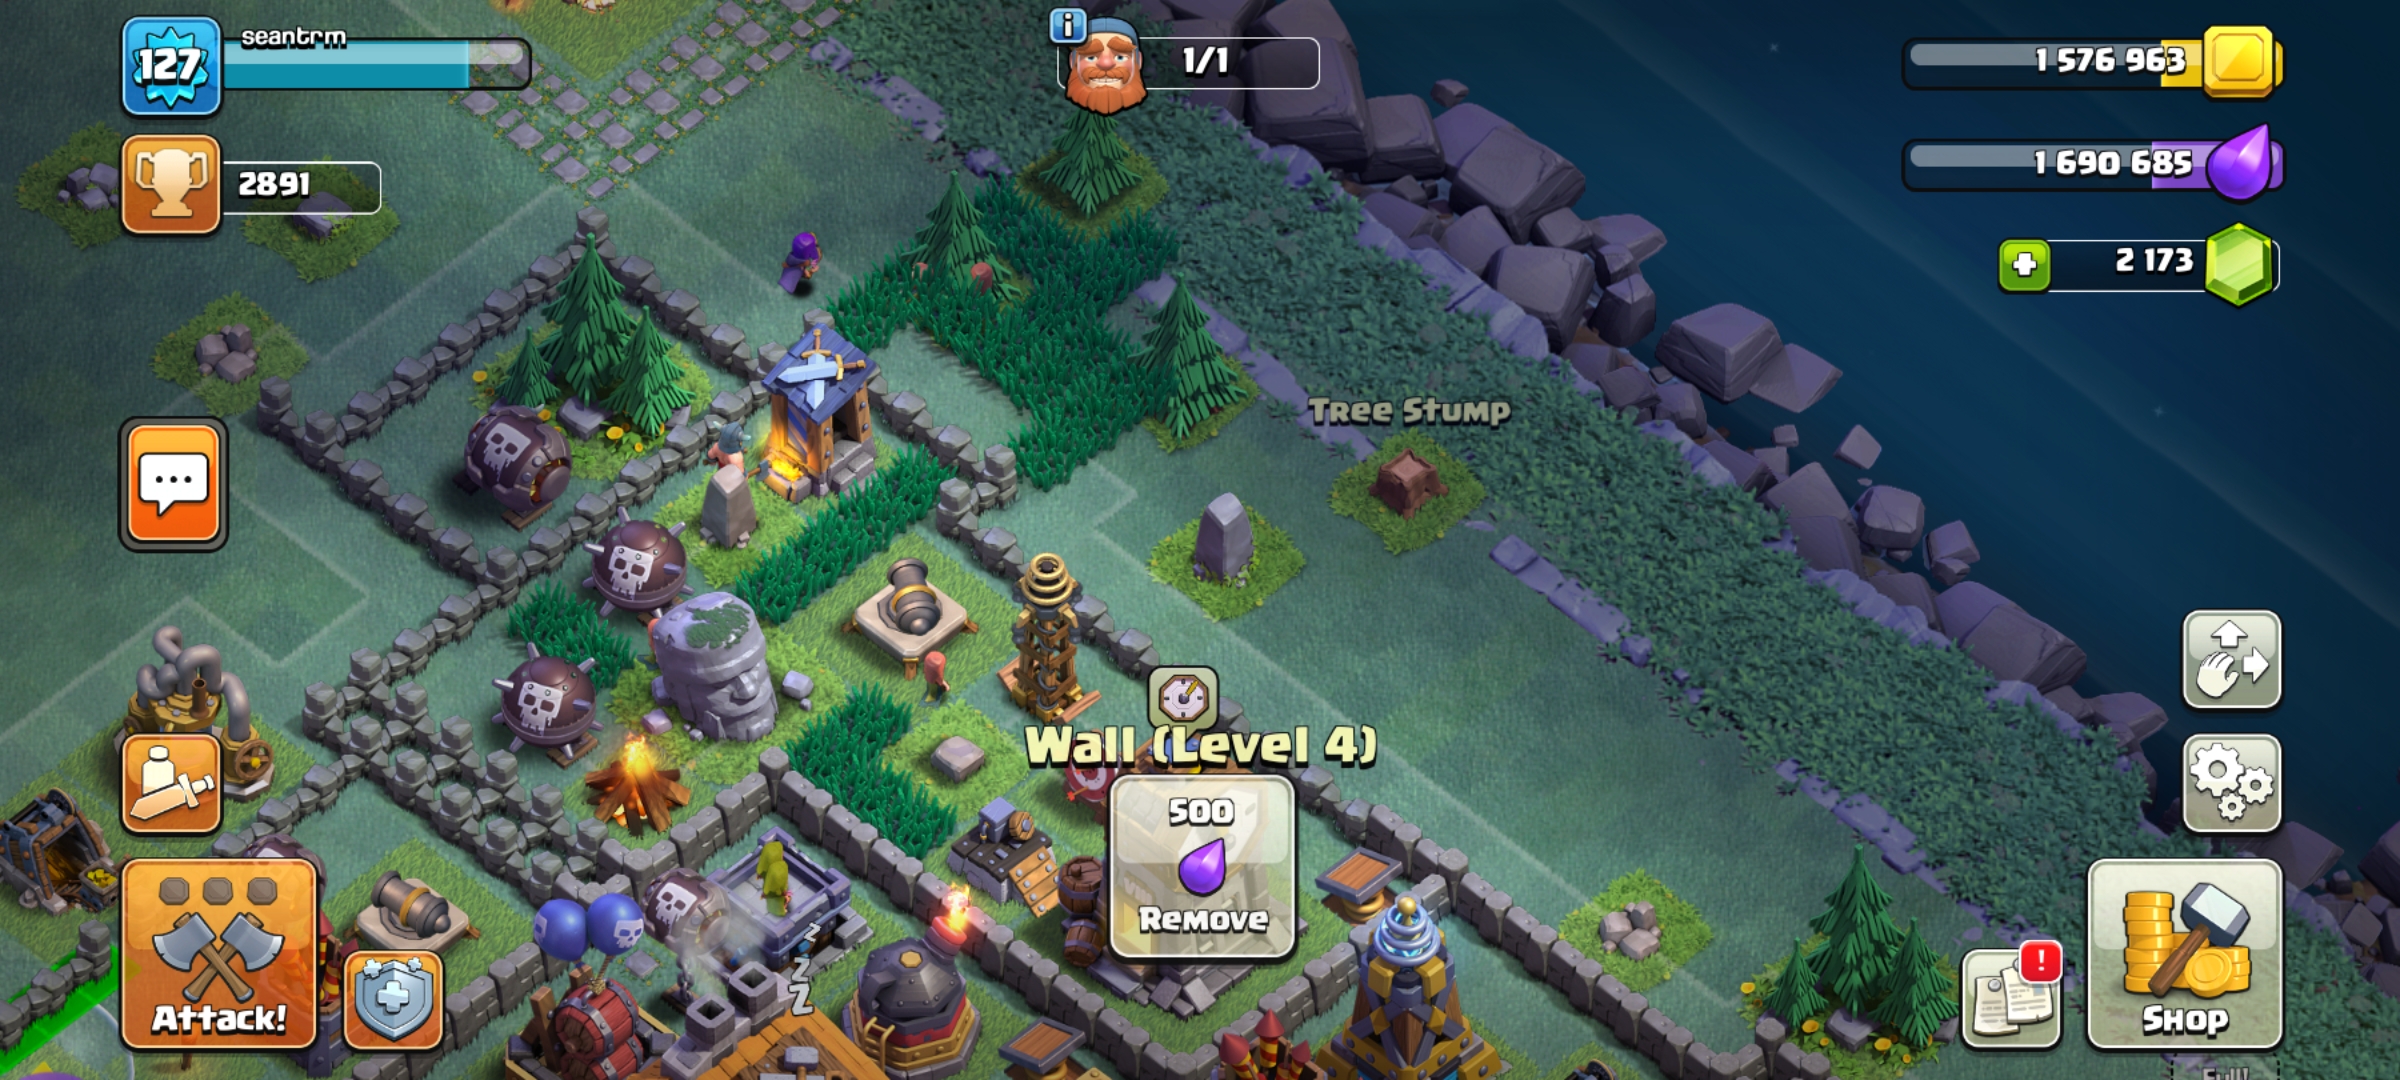 127
seantrm
i
1/1
1 576 963
2891
1 690 685
2 173
Tree Stump
Wall (Level 4)
500
Remove
Attack!
z
z
z
!
Shop
Full!